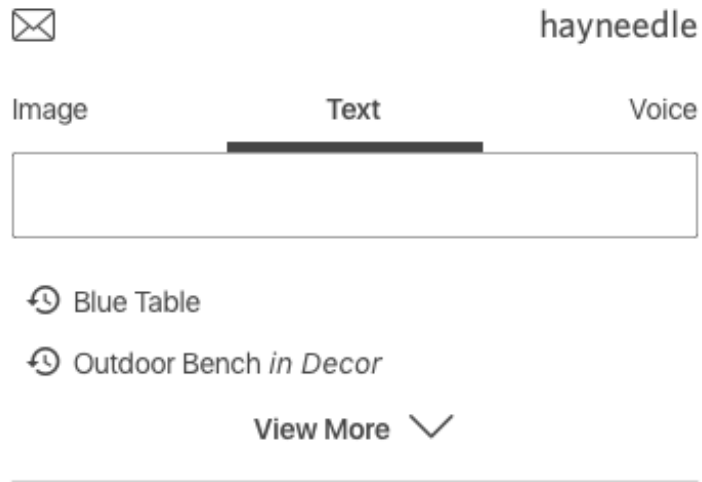 hayneedle
Image Text Voice
Blue Table
Outdoor Bench in Decor
View More